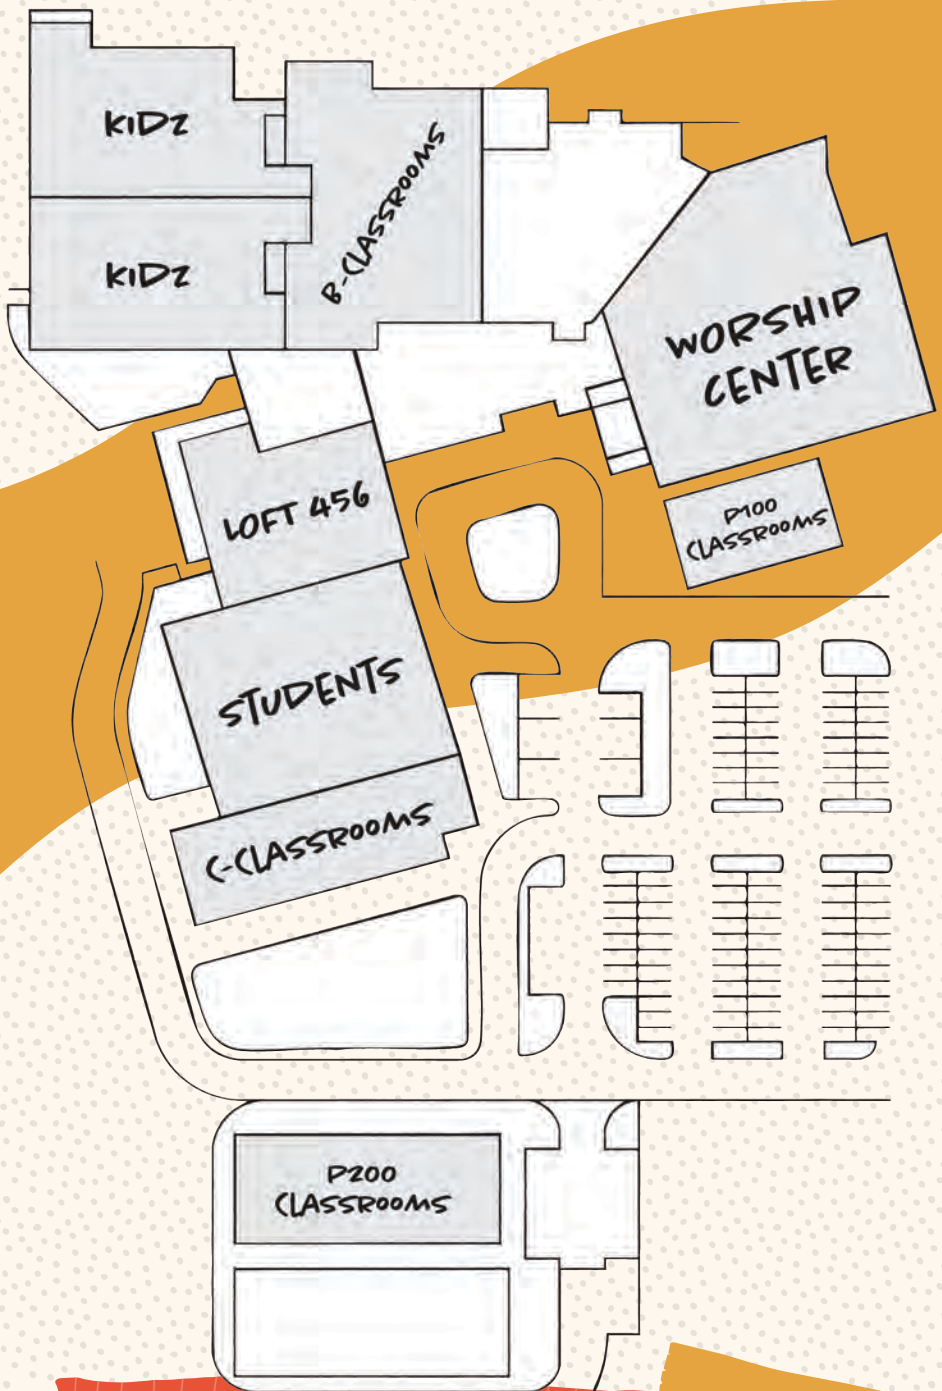 KIDZ
B-CLASSROOMS
KIDZ
WORSHIP
CENTER
LOFT 456
P100
CLASSROOMS
STUDENTS
C-CLASSROOMS
P200
CLASSROOMS